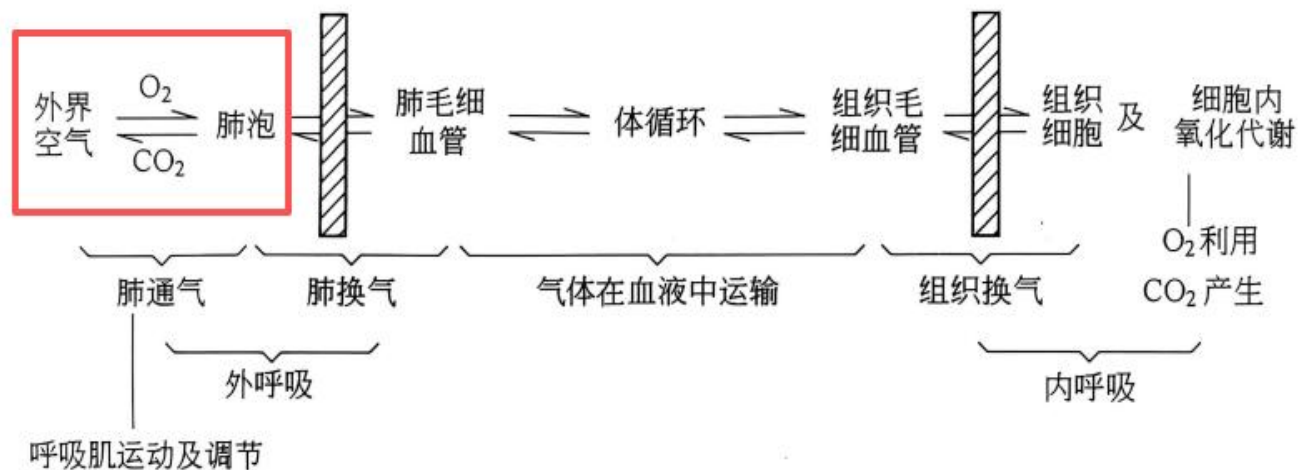 外界
空气
O₂
CO₂
肺泡
肺毛细
血管
体循环
组织毛
细血管
组织
细胞
及
细胞内
氧化代谢
O₂利用
CO₂产生
肺通气
肺换气
气体在血液中运输
组织换气
外呼吸
内呼吸
呼吸肌运动及调节